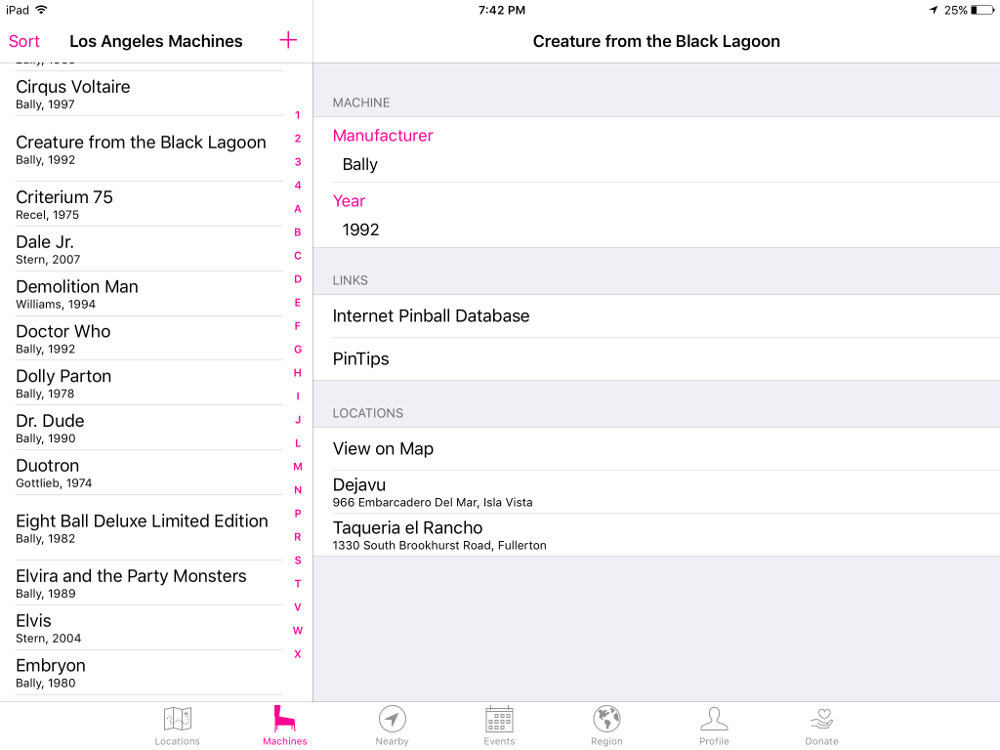 iPad
7:42 PM
25%
Sort
Los Angeles Machines
+
Creature from the Black Lagoon
Cirqus Voltaire
Bally, 1997
Creature from the Black Lagoon
Bally, 1992
Criterium 75
Recel, 1975
Dale Jr.
Stern, 2007
Demolition Man
Williams, 1994
Doctor Who
Bally, 1992
Dolly Parton
Bally, 1978
Dr. Dude
Bally, 1990
Duotron
Gottlieb, 1974
Eight Ball Deluxe Limited Edition
Bally, 1982
Elvira and the Party Monsters
Bally, 1989
Elvis
Stern, 2004
Embryon
Bally, 1980
1
2
3
4
A
B
C
D
E
F
G
H
I
J
L
M
N
P
R
S
T
V
W
X
MACHINE
Manufacturer
Bally
Year
1992
LINKS
Internet Pinball Database
PinTips
LOCATIONS
View on Map
Dejavu
966 Embarcadero Del Mar, Isla Vista
Taqueria el Rancho
1330 South Brookhurst Road, Fullerton
Locations
Machines
Nearby
Events
Region
Profile
Donate